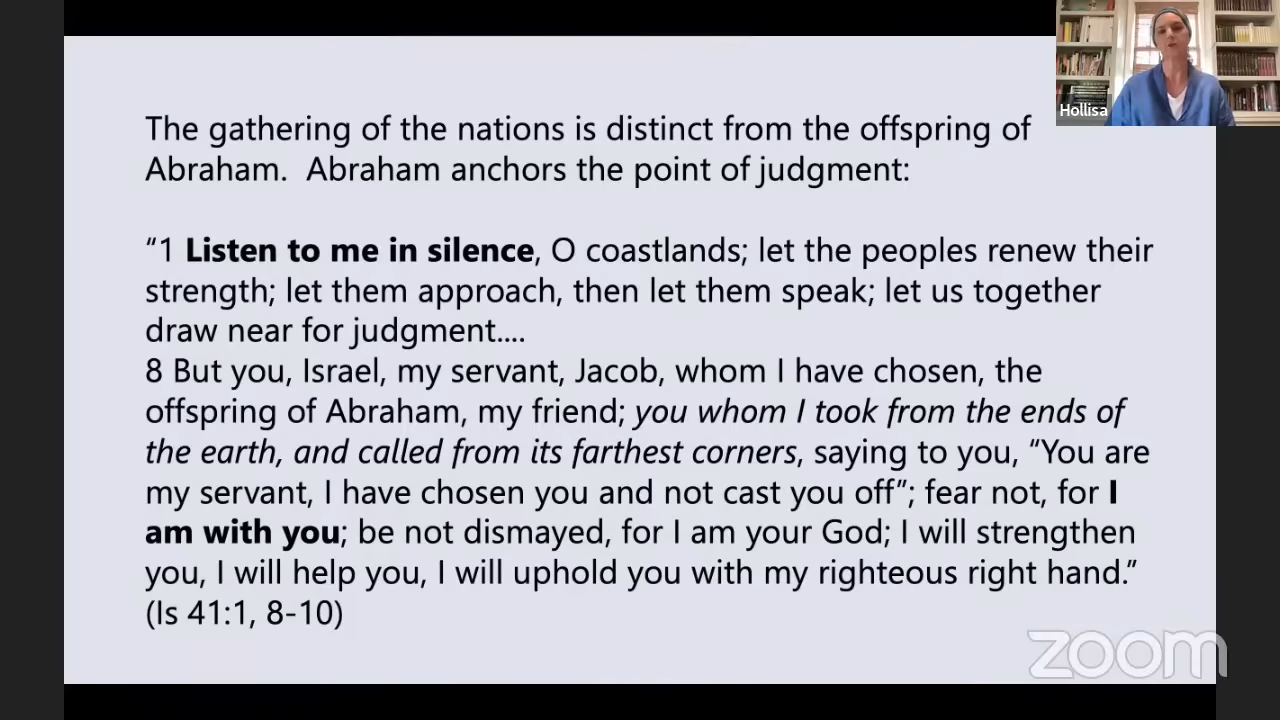 Hollisa
The gathering of the nations is distinct from the offspring of
Abraham.  Abraham anchors the point of judgment:
“1 Listen to me in silence, O coastlands; let the peoples renew their
strength; let them approach, then let them speak; let us together
draw near for judgment....
8 But you, Israel, my servant, Jacob, whom I have chosen, the
offspring of Abraham, my friend; you whom I took from the ends of
the earth, and called from its farthest corners, saying to you, “You are
my servant, I have chosen you and not cast you off”; fear not, for I
am with you; be not dismayed, for I am your God; I will strengthen
you, I will help you, I will uphold you with my righteous right hand.”
(Is 41:1, 8-10)
zoom